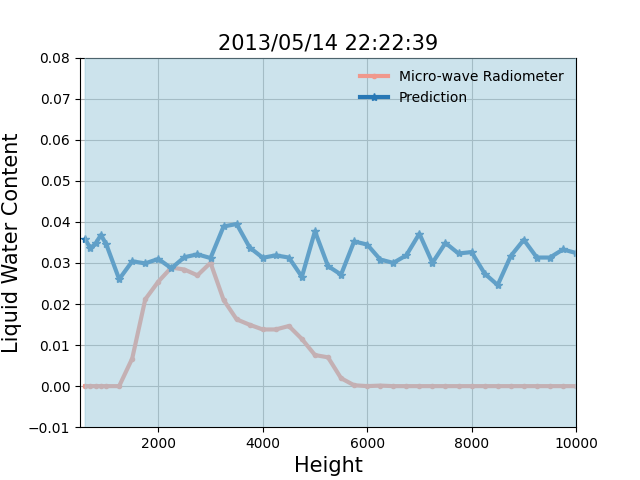 2013/05/14 22:22:39
Micro-wave Radiometer
Prediction
Liquid Water Content
0.08
0.07
0.06
0.05
0.04
0.03
0.02
0.01
0.00
−0.01
2000 4000 6000 8000 10000
Height